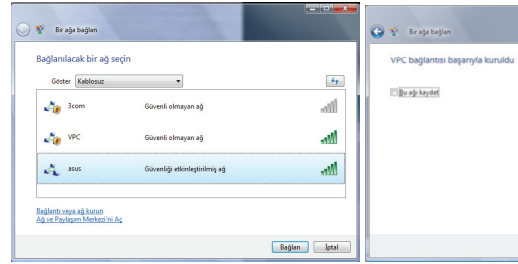 Bir ağa bağlan
Bağlanılacak bir ağ seçin
Göster Kablosuz
3com Güvenli olmayan ağ
VPC Güvenli olmayan ağ
asus Güvenliği etkinleştirilmiş ağ
Bağlantı veya ağ kurun
Ağ ve Paylaşım Merkezi'ni Aç
Bağlan İptal
Bir ağa bağlan
VPC bağlantısı başarıyla kuruldu
Bu ağı kaydet